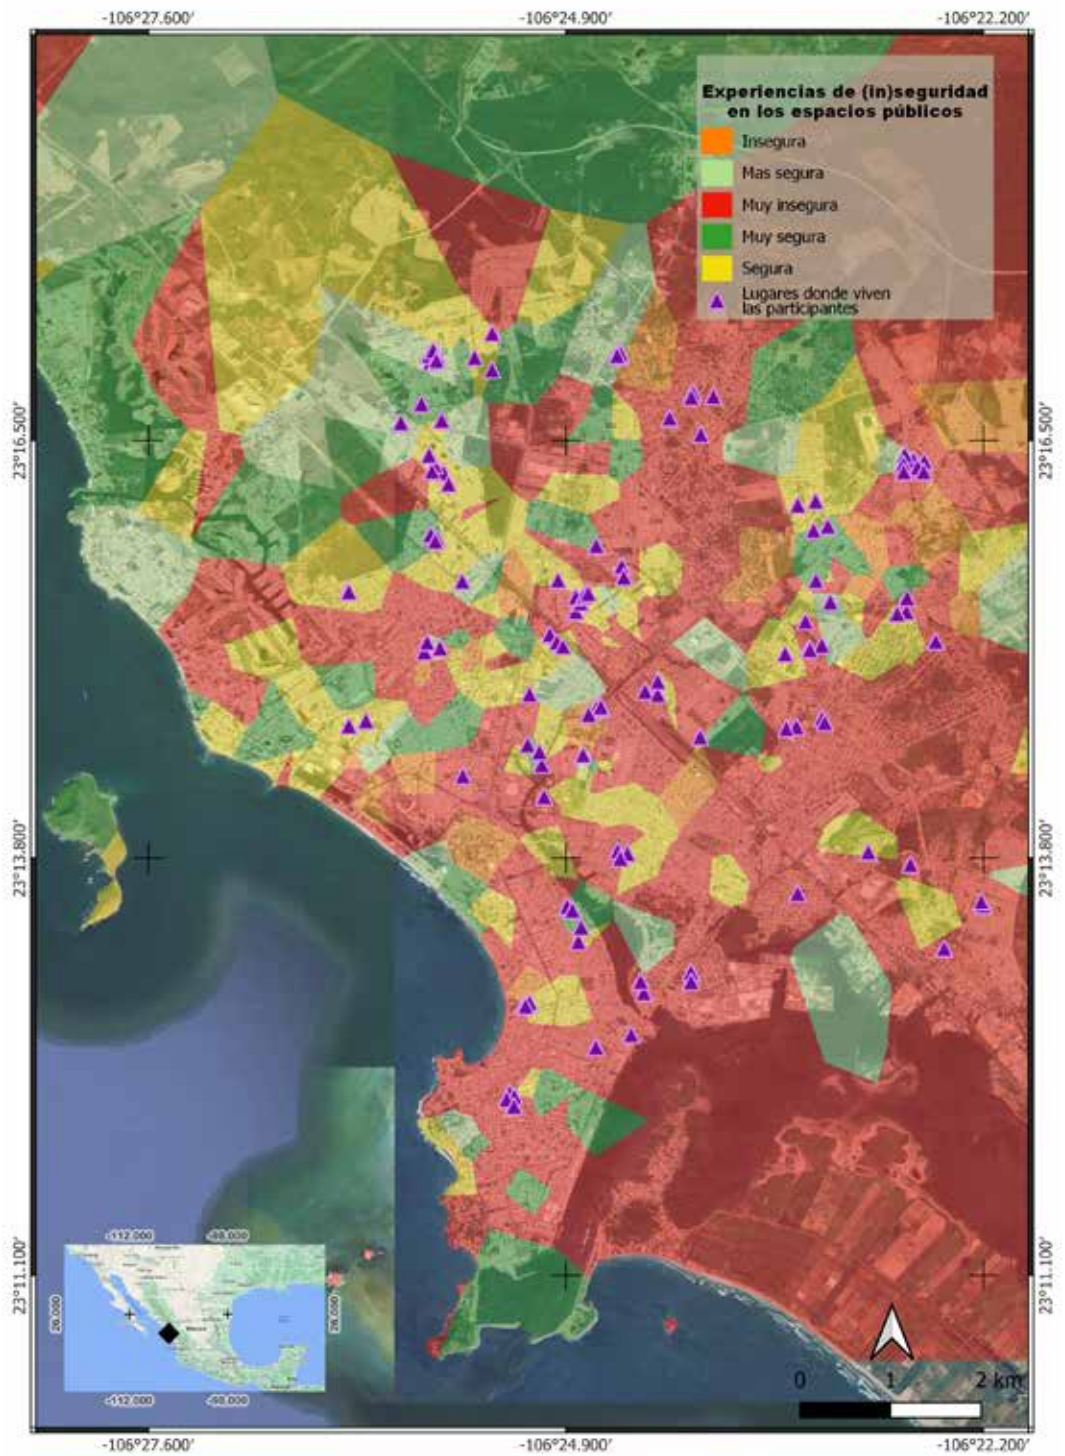 -106°27.600′ -106°24.900′ -106°22.200′
Experiencias de (in)seguridad
en los espacios públicos
Insegura
Mas segura
Muy insegura
Muy segura
Segura
Lugares donde viven
las participantes
23°16.500′ 23°16.500′
23°13.800′ 23°13.800′
23°11.100′ 23°11.100′
-112.000 -98.000
26.000 26.000
México
-112.000 -98.000
0 1 2 km
-106°27.600′ -106°24.900′ -106°22.200′